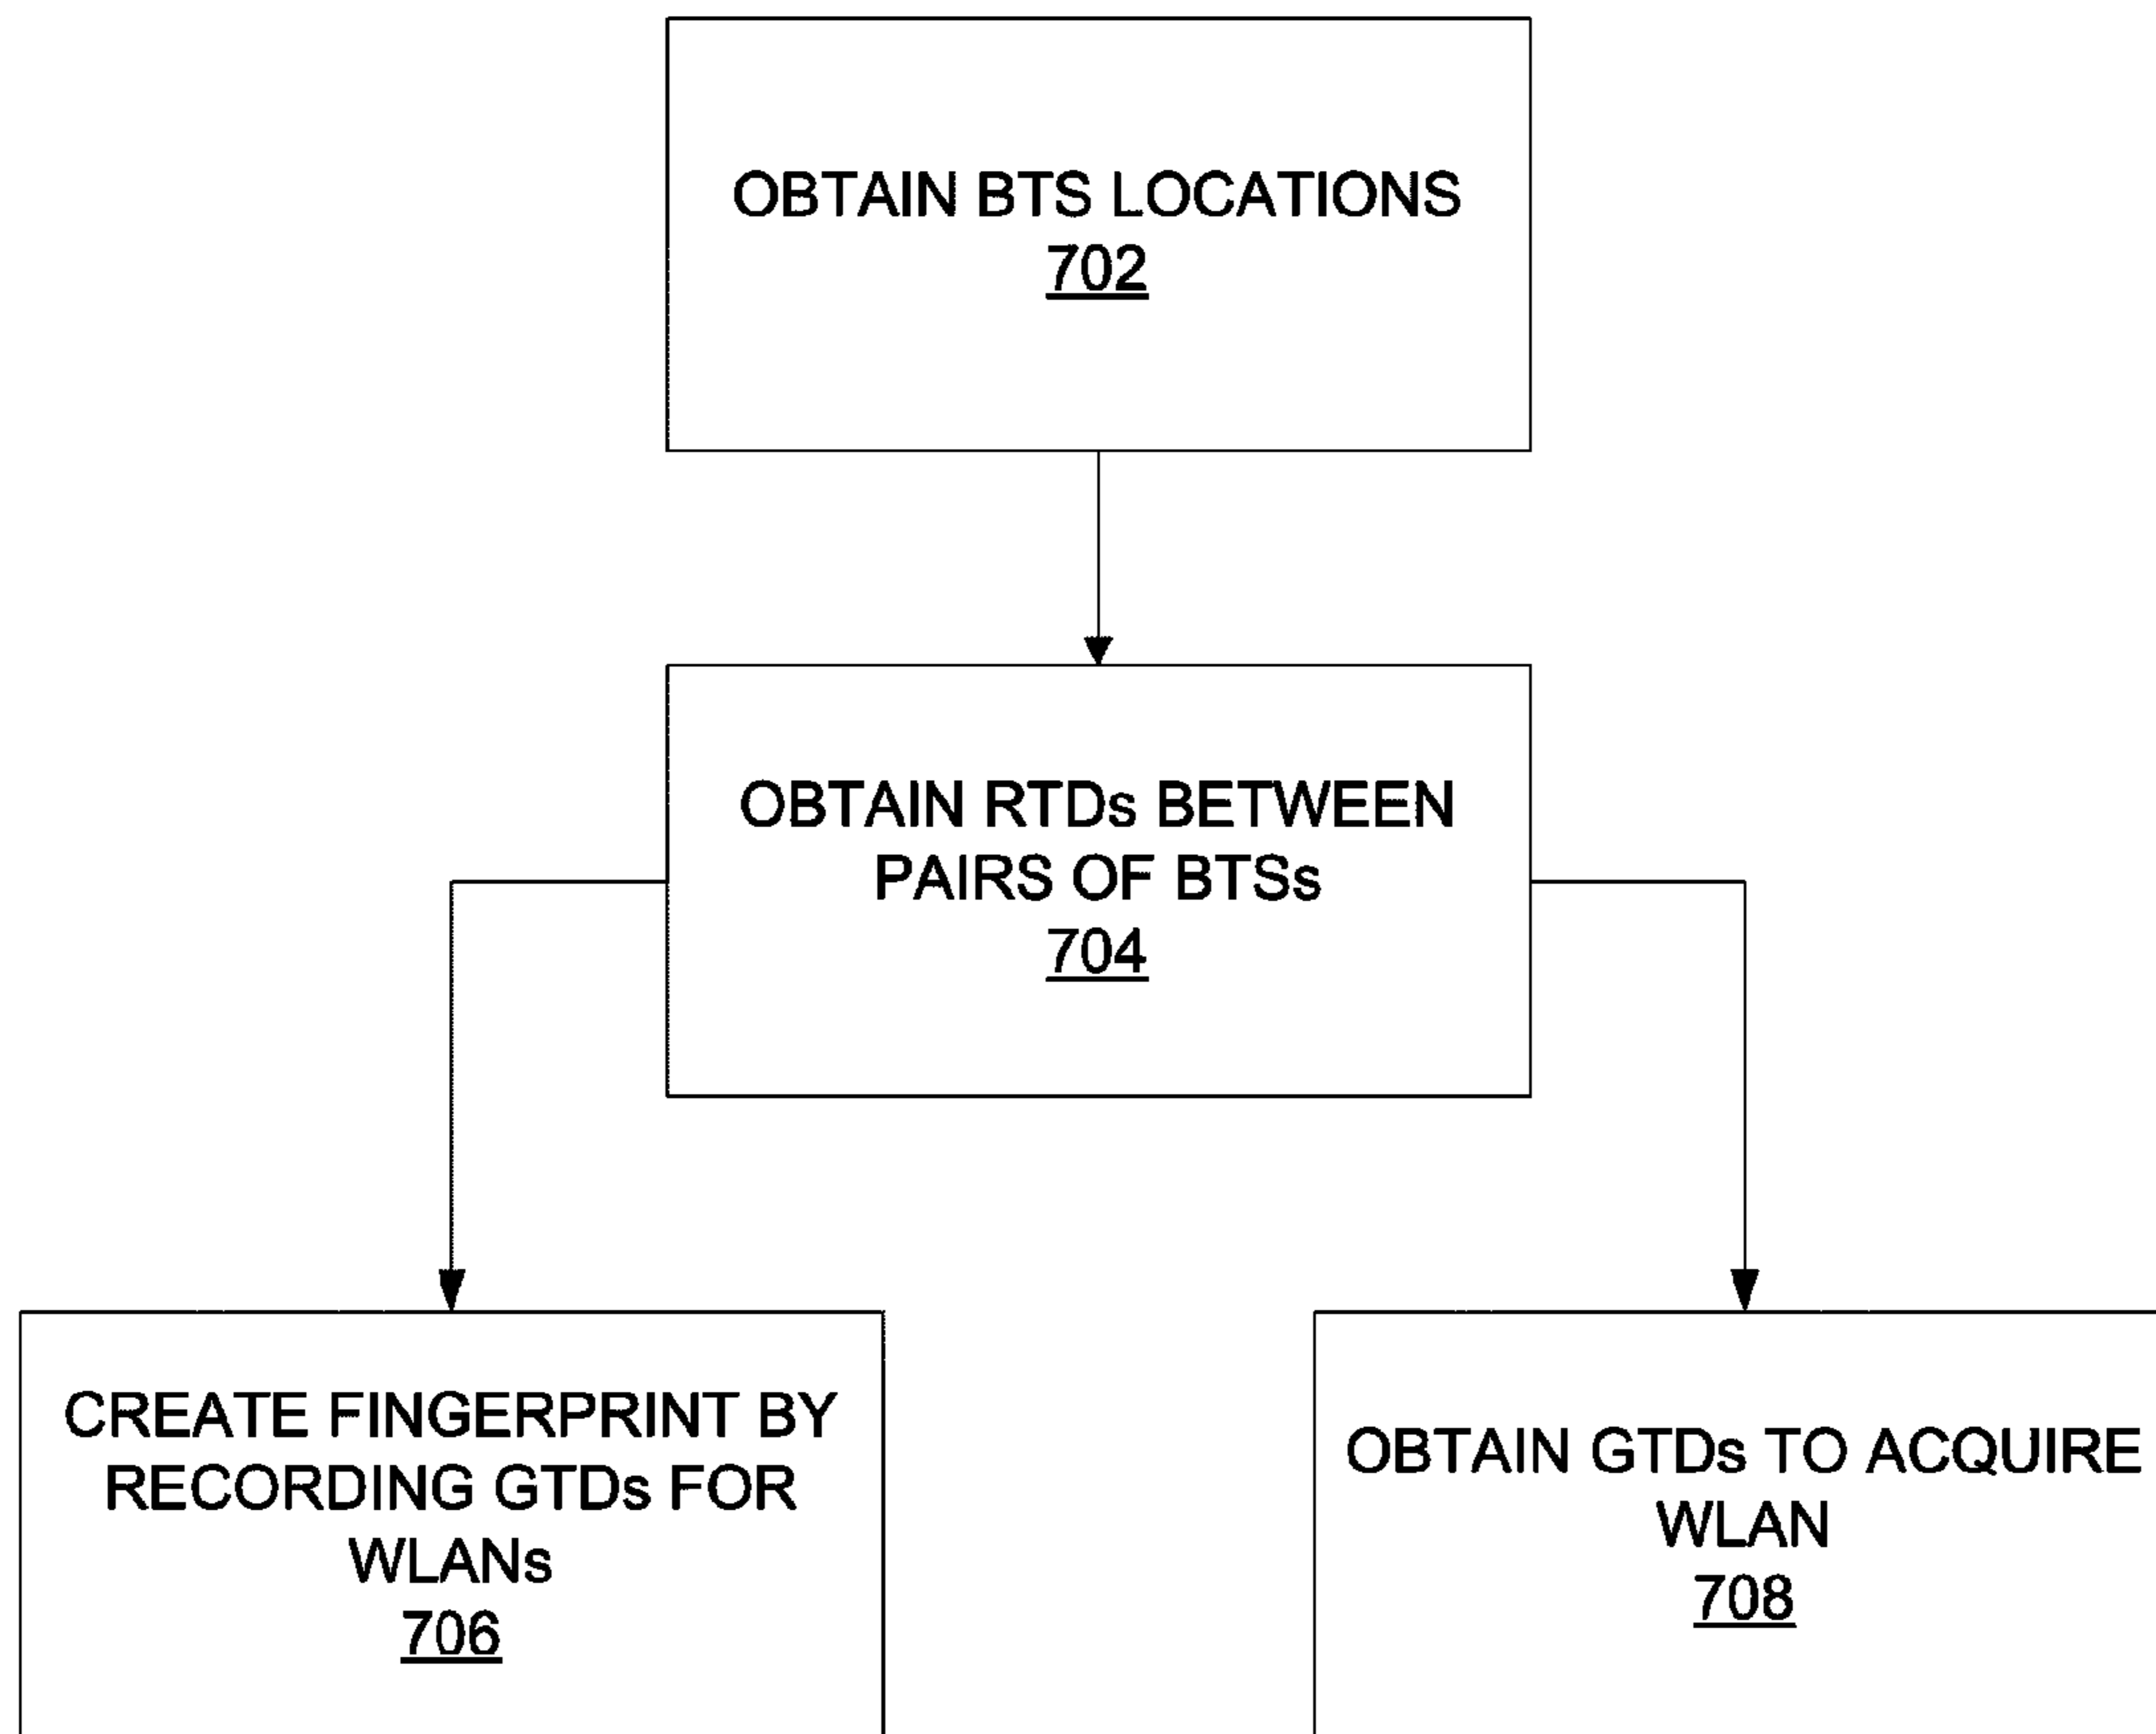 OBTAIN BTS LOCATIONS
702
OBTAIN RTDs BETWEEN
PAIRS OF BTSs
704
CREATE FINGERPRINT BY
RECORDING GTDs FOR
WLANs
706
OBTAIN GTDs TO ACQUIRE
WLAN
708